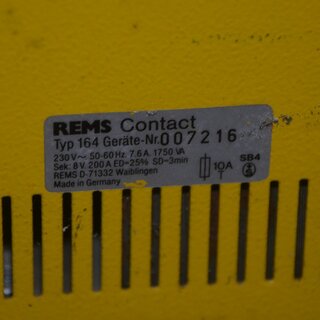 REMS Contact
Typ 164 Geräte-Nr. 007216
230 V~ 50-60 Hz 7.6 A. 1750 VA
Sek: 8 V. 200 A ED=25% SD=3min
REMS D-71332 Waiblingen
Made in Germany
10A
T
SB4